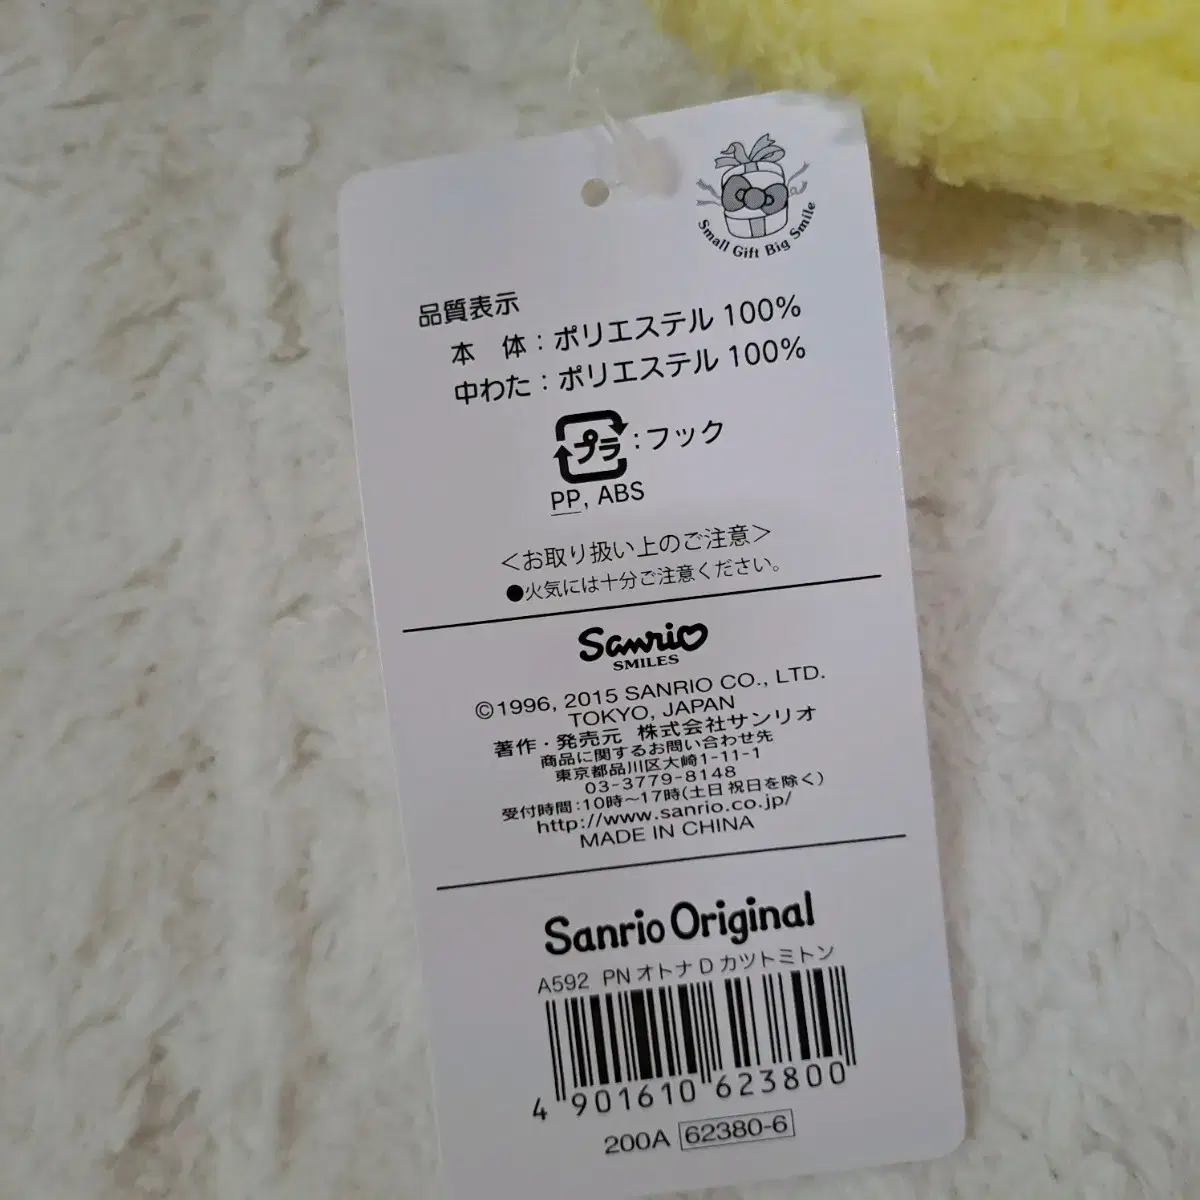 Small Gift Big Smile
品質表示
本 体：ポリエステル 100%
中わた：ポリエステル 100%
プラ：フック
PP, ABS
＜お取り扱い上のご注意＞
●火気には十分ご注意ください。
Sanrio
SMILES
©1996, 2015 SANRIO CO., LTD.
TOKYO, JAPAN
著作・発売元 株式会社サンリオ
商品に関するお問い合わせ先
東京都品川区大崎1-11-1
03-3779-8148
受付時間：10時～17時(土日祝日を除く)
http://www.sanrio.co.jp/
MADE IN CHINA
Sanrio Original
A592 PN オトナ D カツトミトン
4 901610 623800
200A 62380-6